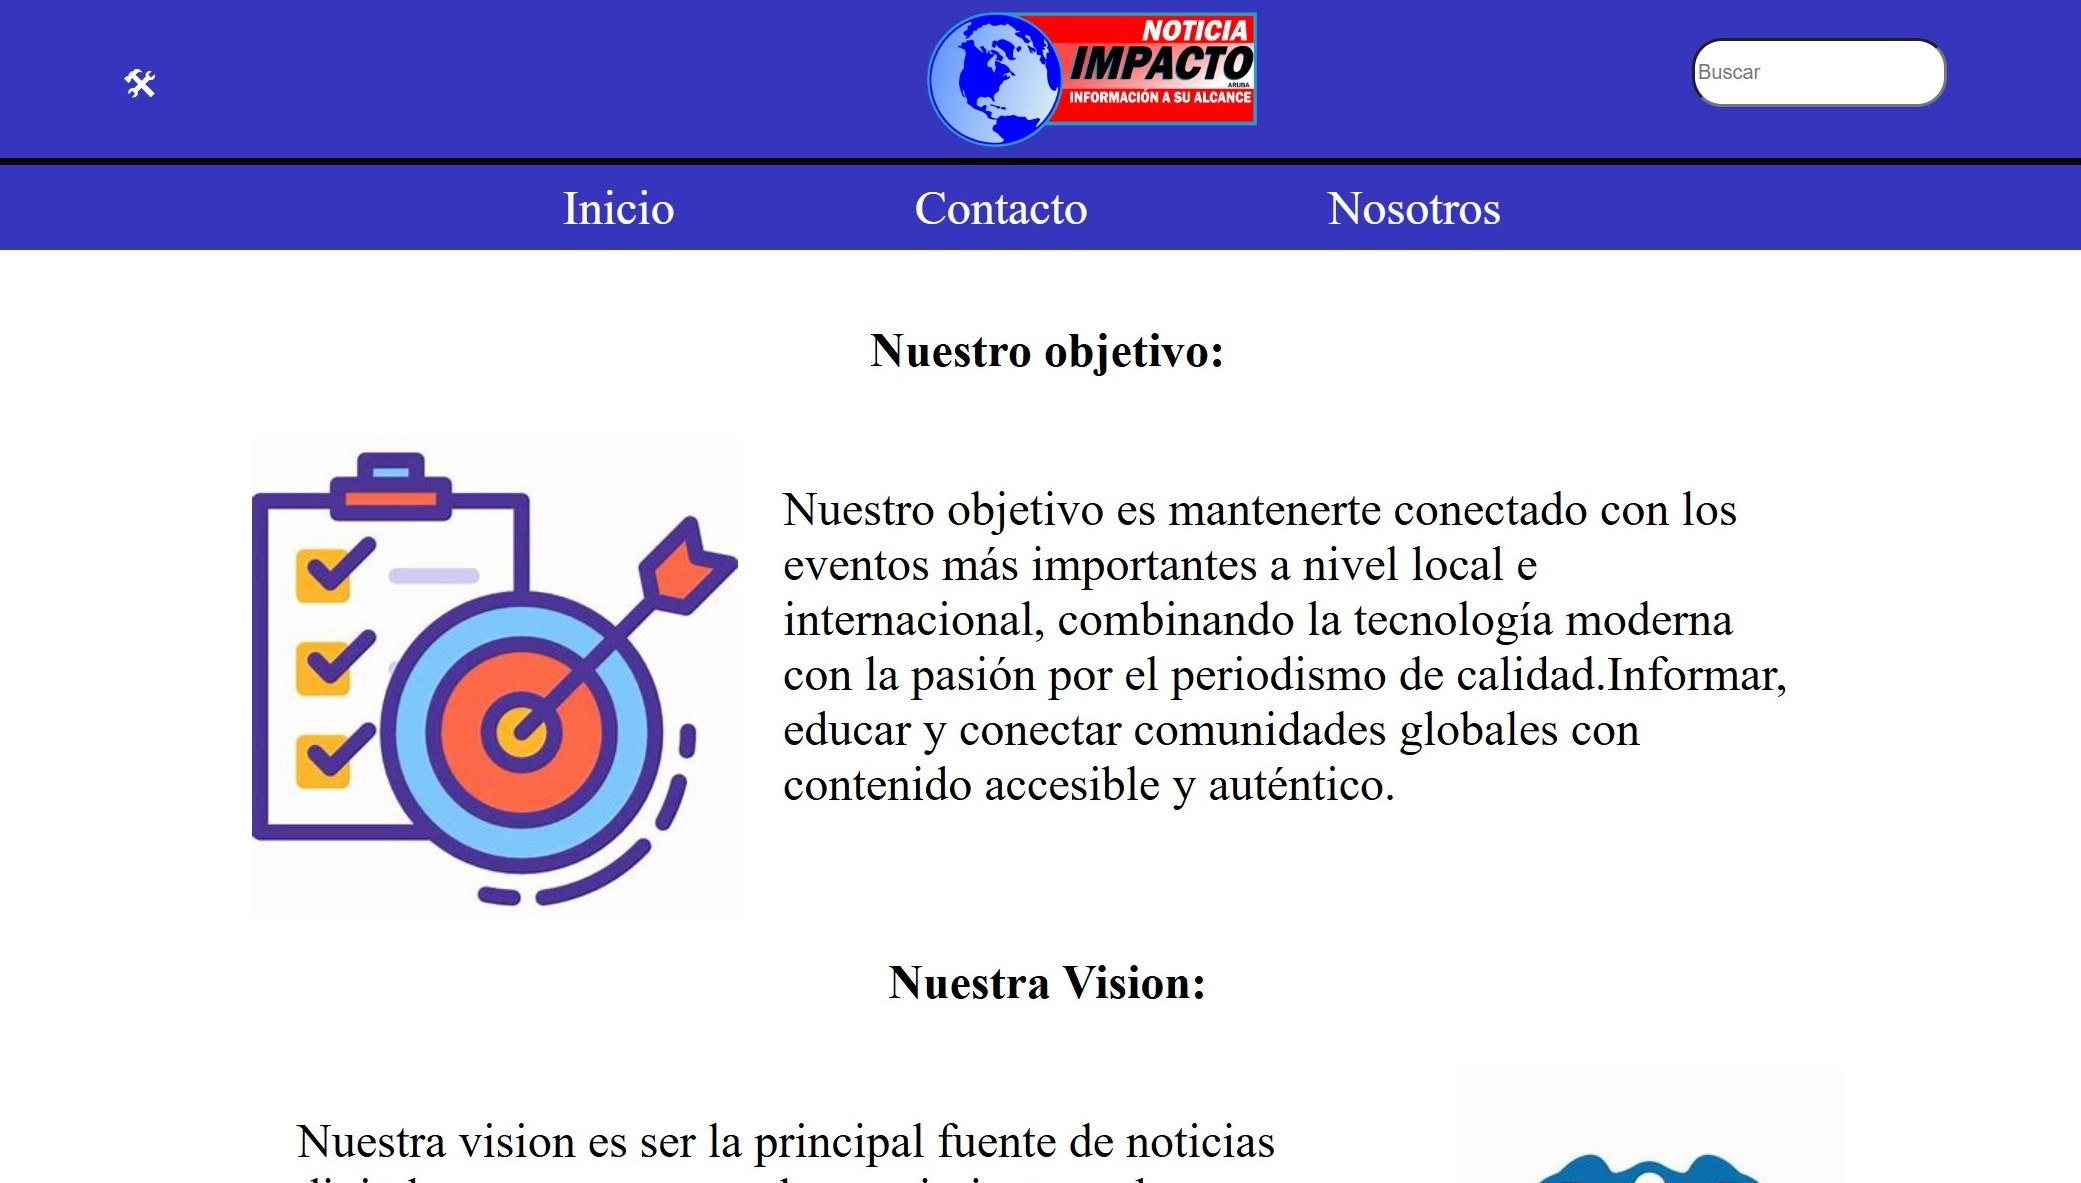 NOTICIA
IMPACTO
ARUBA
INFORMACIÓN A SU ALCANCE
Buscar
Inicio Contacto Nosotros
Nuestro objetivo:
Nuestro objetivo es mantenerte conectado con los
eventos más importantes a nivel local e
internacional, combinando la tecnología moderna
con la pasión por el periodismo de calidad.Informar,
educar y conectar comunidades globales con
contenido accesible y auténtico.
Nuestra Vision:
Nuestra vision es ser la principal fuente de noticias